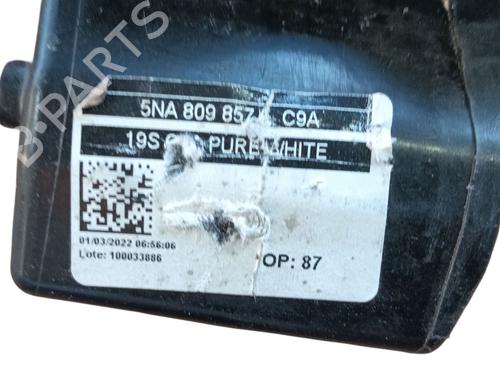 B-PARTS
5NA 809 857 C9A
19S PURE WHITE
01/03/2022 06:56:06
Lote: 100033886
OP: 87